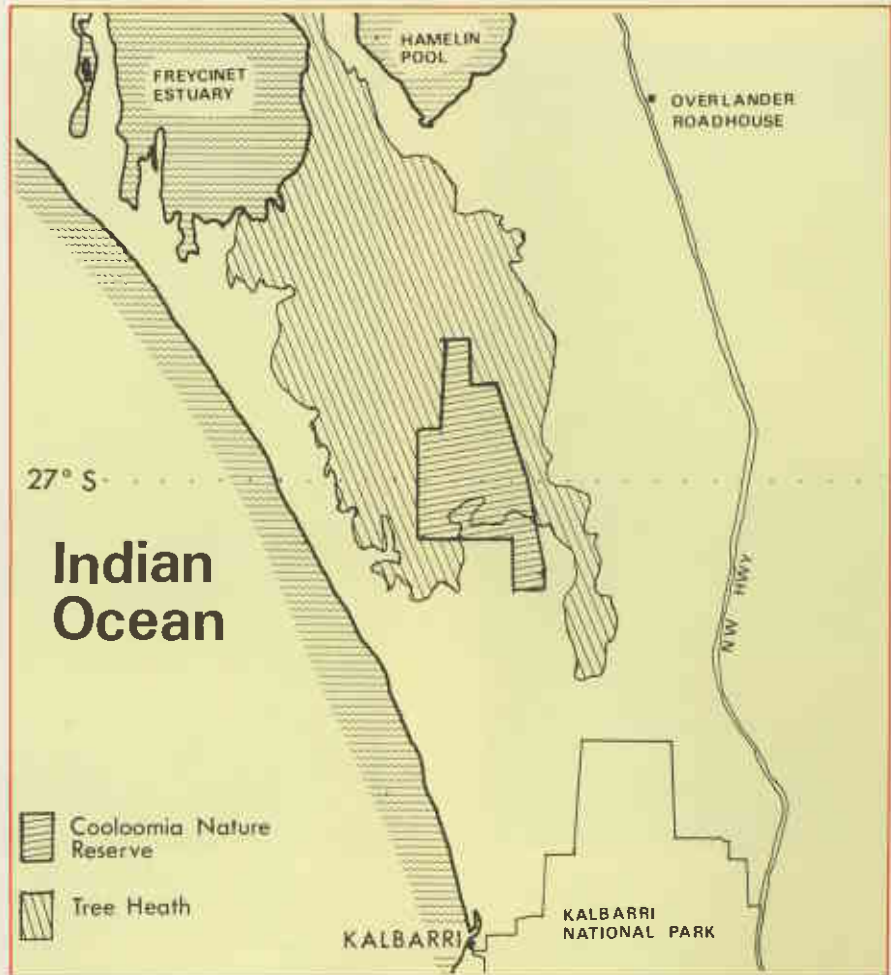 FREYCINET
ESTUARY
HAMELIN
POOL
OVERLANDER
ROADHOUSE
27° S
Indian
Ocean
NW HWY
Cooloomia Nature
Reserve
Tree Heath
KALBARRI
KALBARRI
NATIONAL PARK